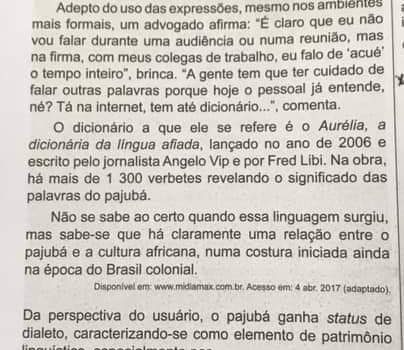 Adepto do uso das expressões, mesmo nos ambientes
mais formais, um advogado afirma: “É claro que eu não
vou falar durante uma audiência ou numa reunião, mas
na firma, com meus colegas de trabalho, eu falo de ‘acué’
o tempo inteiro”, brinca. “A gente tem que ter cuidado de
falar outras palavras porque hoje o pessoal já entende,
né? Tá na internet, tem até dicionário...”, comenta.
O dicionário a que ele se refere é o Aurélia, a
dicionária da língua afiada, lançado no ano de 2006 e
escrito pelo jornalista Angelo Vip e por Fred Libi. Na obra,
há mais de 1 300 verbetes revelando o significado das
palavras do pajubá.
Não se sabe ao certo quando essa linguagem surgiu,
mas sabe-se que há claramente uma relação entre o
pajubá e a cultura africana, numa costura iniciada ainda
na época do Brasil colonial.
Disponível em: www.midiamax.com.br. Acesso em: 4 abr. 2017 (adaptado).
Da perspectiva do usuário, o pajubá ganha status de
dialeto, caracterizando-se como elemento de patrimônio